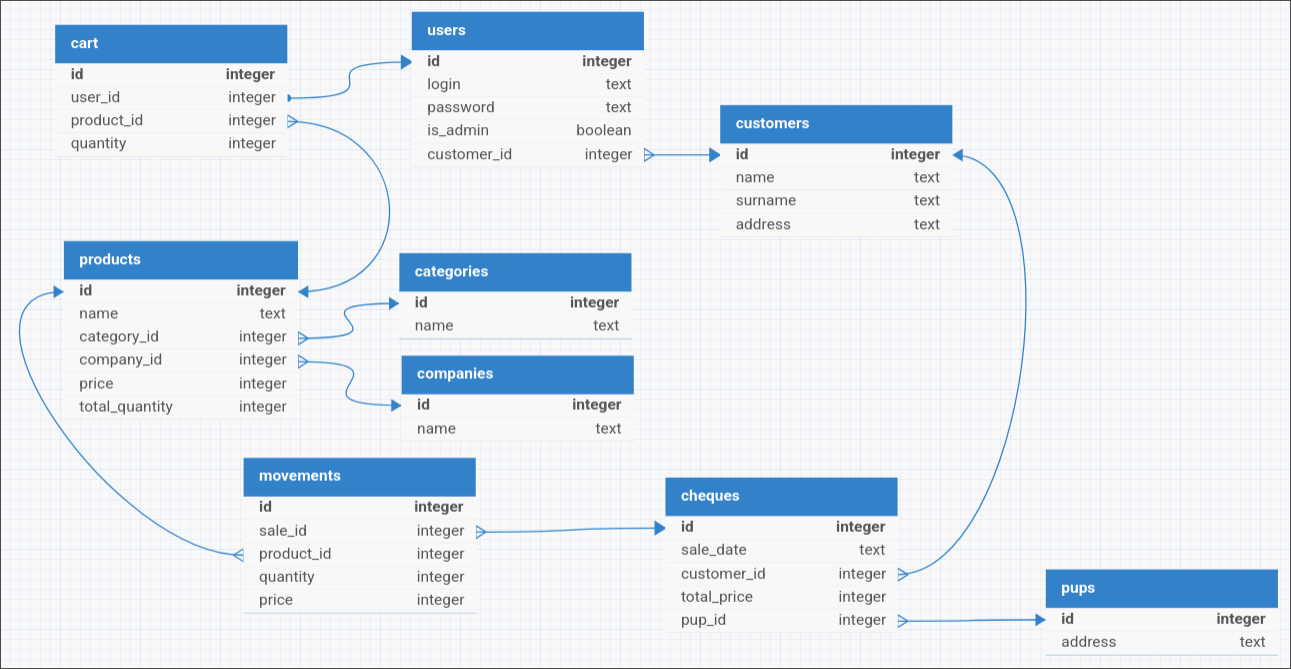 cart
id integer
user_id integer
product_id integer
quantity integer
users
id integer
login text
password text
is_admin boolean
customer_id integer
customers
id integer
name text
surname text
address text
products
id integer
name text
category_id integer
company_id integer
price integer
total_quantity integer
categories
id integer
name text
companies
id integer
name text
movements
id integer
sale_id integer
product_id integer
quantity integer
price integer
cheques
id integer
sale_date text
customer_id integer
total_price integer
pup_id integer
pups
id integer
address text